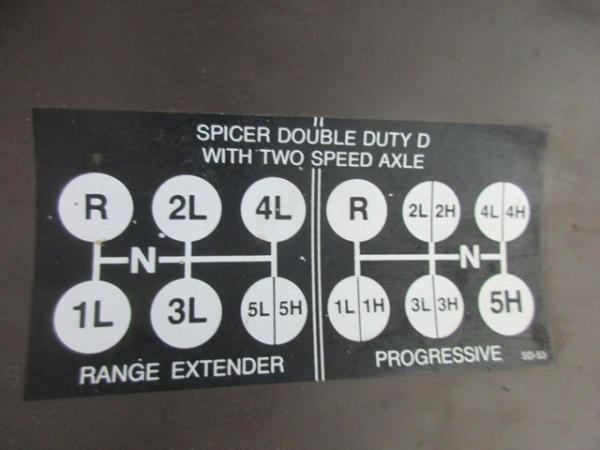 SPICER DOUBLE DUTY D
WITH TWO SPEED AXLE
R 2L 4L
N
1L 3L 5L 5H
RANGE EXTENDER
R 2L 2H 4L 4H
N
1L 1H 3L 3H 5H
PROGRESSIVE
SD-53